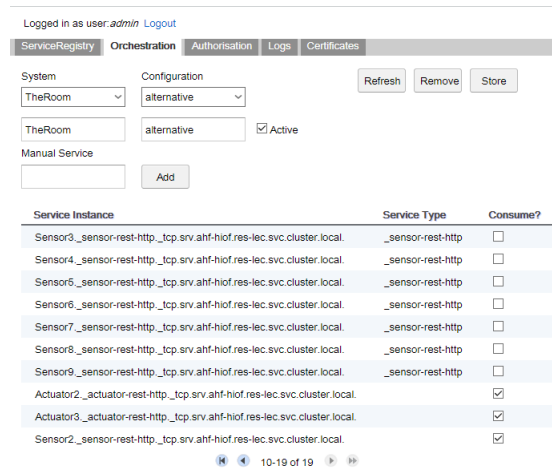 Logged in as user:admin Logout
ServiceRegistry Orchestration Authorisation Logs Certificates
System Configuration
TheRoom alternative Refresh Remove Store
TheRoom alternative Active
Manual Service
Add
Service Instance Service Type Consume?
Sensor3._sensor-rest-http._tcp.srv.ahf-hiof.res-lec.svc.cluster.local. _sensor-rest-http
Sensor4._sensor-rest-http._tcp.srv.ahf-hiof.res-lec.svc.cluster.local. _sensor-rest-http
Sensor5._sensor-rest-http._tcp.srv.ahf-hiof.res-lec.svc.cluster.local. _sensor-rest-http
Sensor6._sensor-rest-http._tcp.srv.ahf-hiof.res-lec.svc.cluster.local. _sensor-rest-http
Sensor7._sensor-rest-http._tcp.srv.ahf-hiof.res-lec.svc.cluster.local. _sensor-rest-http
Sensor8._sensor-rest-http._tcp.srv.ahf-hiof.res-lec.svc.cluster.local. _sensor-rest-http
Sensor9._sensor-rest-http._tcp.srv.ahf-hiof.res-lec.svc.cluster.local. _sensor-rest-http
Actuator2._actuator-rest-http._tcp.srv.ahf-hiof.res-lec.svc.cluster.local.
Actuator3._actuator-rest-http._tcp.srv.ahf-hiof.res-lec.svc.cluster.local.
Sensor2._sensor-rest-http._tcp.srv.ahf-hiof.res-lec.svc.cluster.local.
10-19 of 19